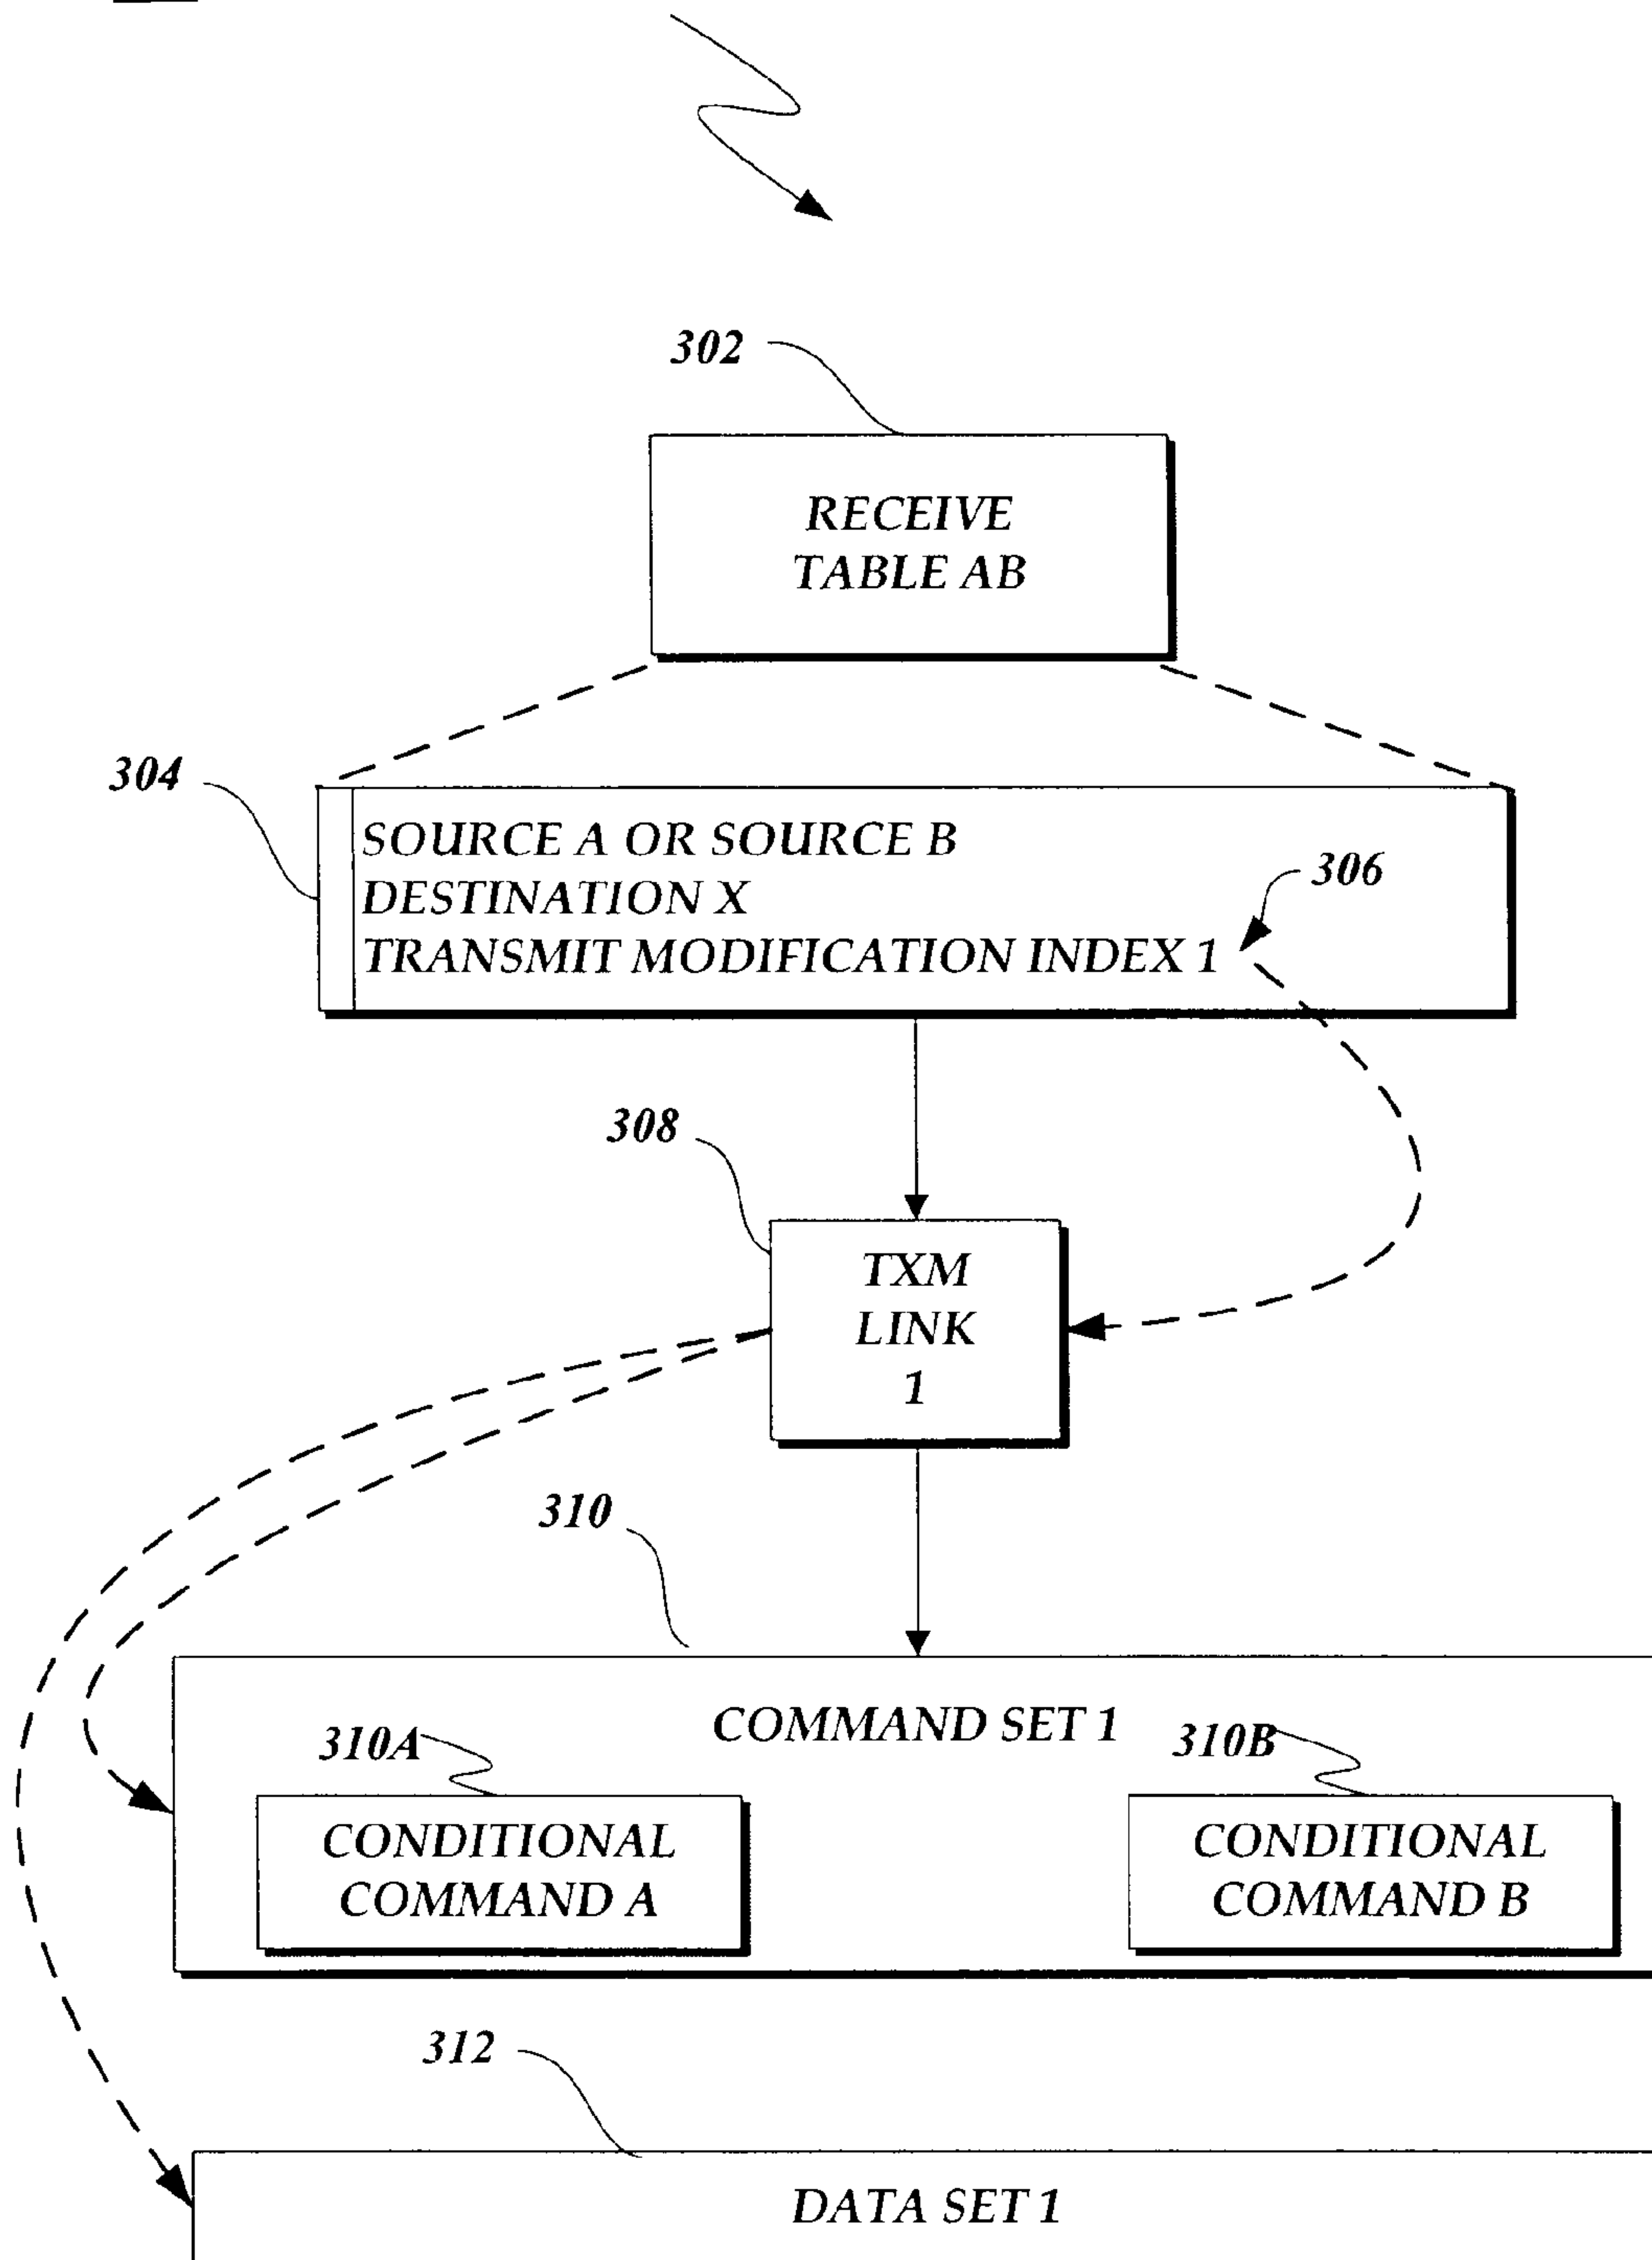 302
RECEIVE
TABLE AB
304
SOURCE A OR SOURCE B
DESTINATION X
TRANSMIT MODIFICATION INDEX 1
306
308
TXM
LINK
1
310
COMMAND SET 1
310A
310B
CONDITIONAL
COMMAND A
CONDITIONAL
COMMAND B
312
DATA SET 1